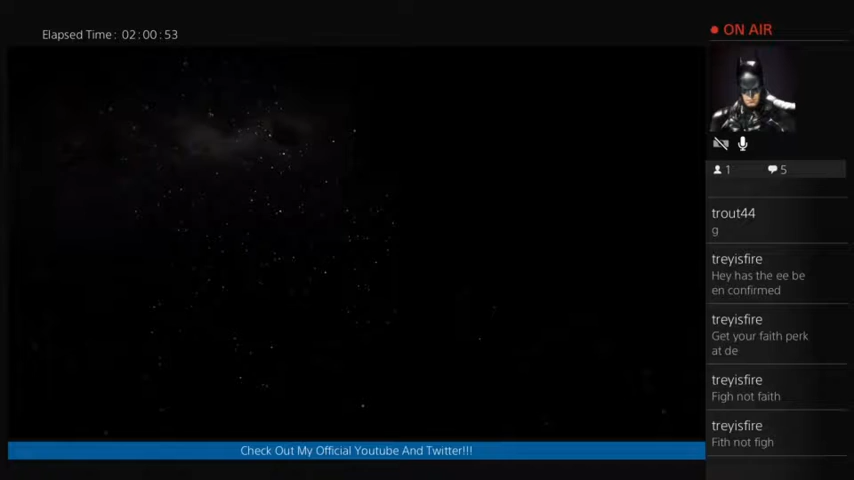 Elapsed Time: 02:00:53
ON AIR
1
5
trout44
g
treyisfire
Hey has the ee be
en confirmed
treyisfire
Get your faith perk
at de
treyisfire
Figh not faith
treyisfire
Fith not figh
Check Out My Official Youtube And Twitter!!!